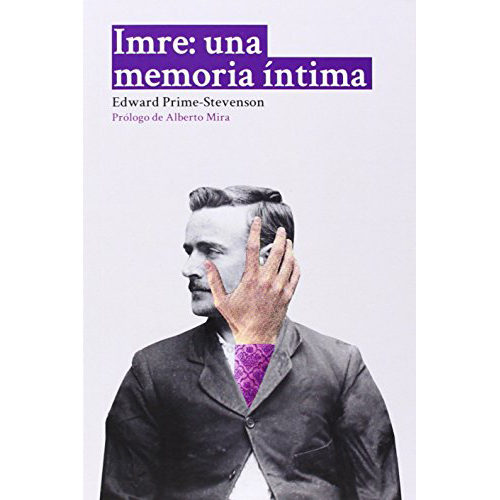 Imre: una
memoria íntima
Edward Prime-Stevenson
Prólogo de Alberto Mira